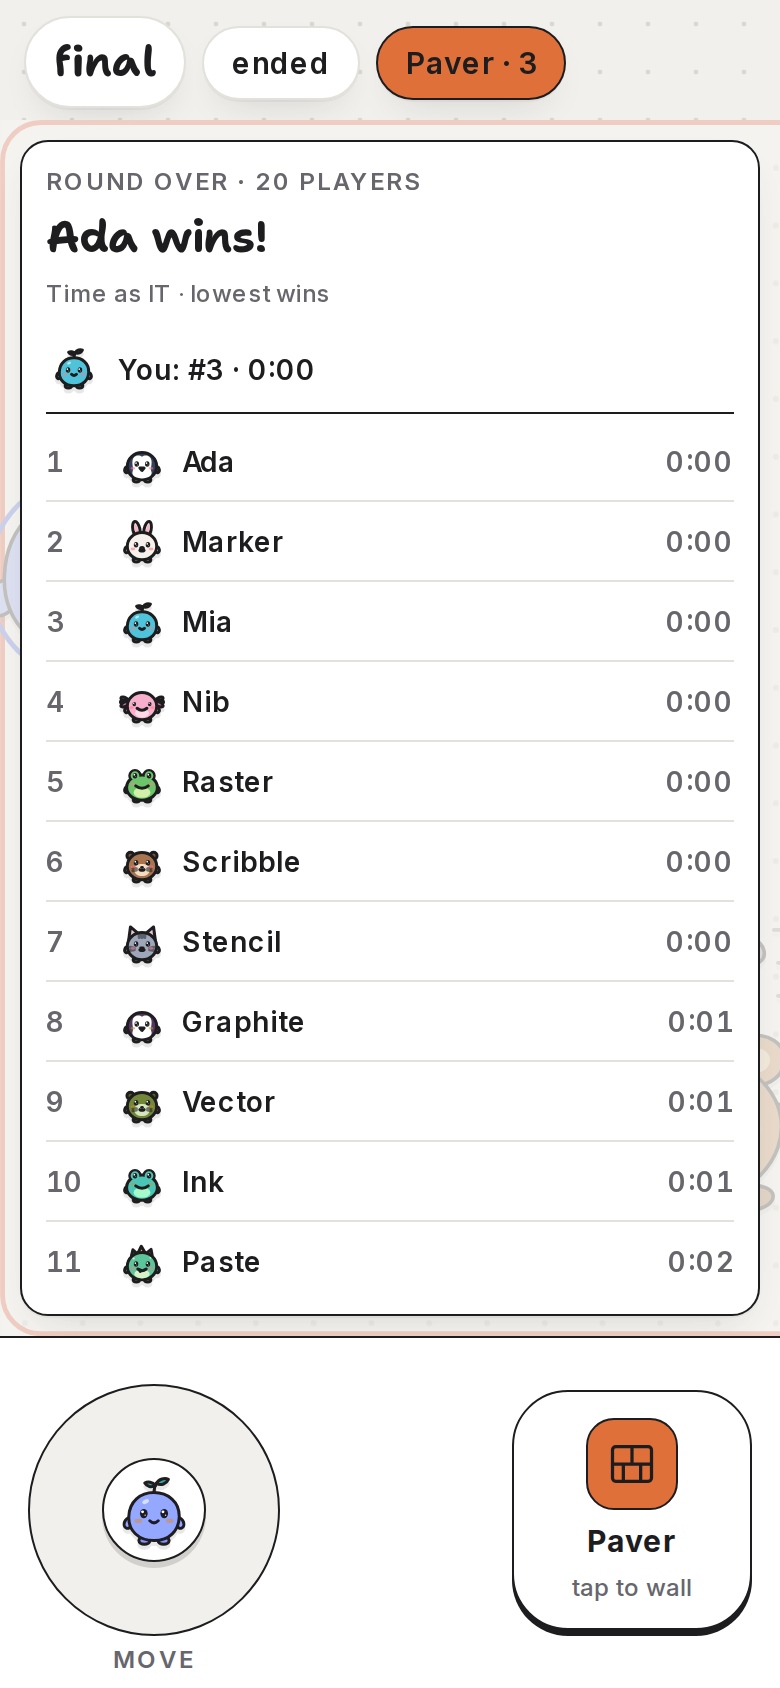 final ended Paver · 3
ROUND OVER · 20 PLAYERS
Ada wins!
Time as IT · lowest wins
You: #3 · 0:00
1 Ada 0:00
2 Marker 0:00
3 Mia 0:00
4 Nib 0:00
5 Raster 0:00
6 Scribble 0:00
7 Stencil 0:00
8 Graphite 0:01
9 Vector 0:01
10 Ink 0:01
11 Paste 0:02
Paver
tap to wall
MOVE